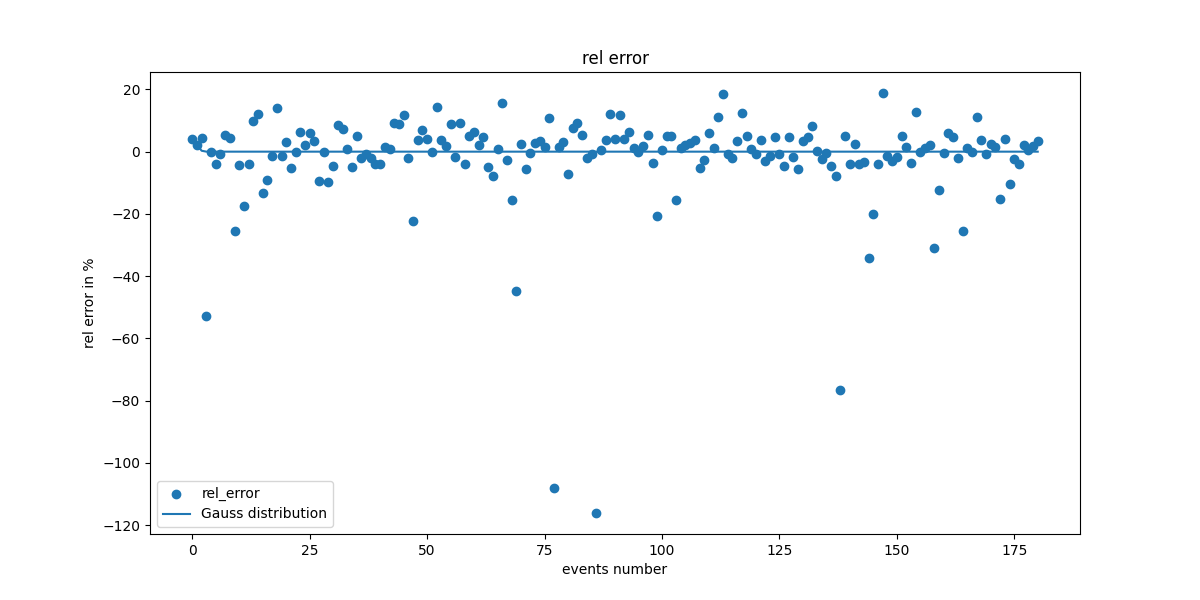 rel error
20
0
−20
−40
−60
−80
−100
−120
rel error in %
rel_error
Gauss distribution
0 25 50 75 100 125 150 175
events number